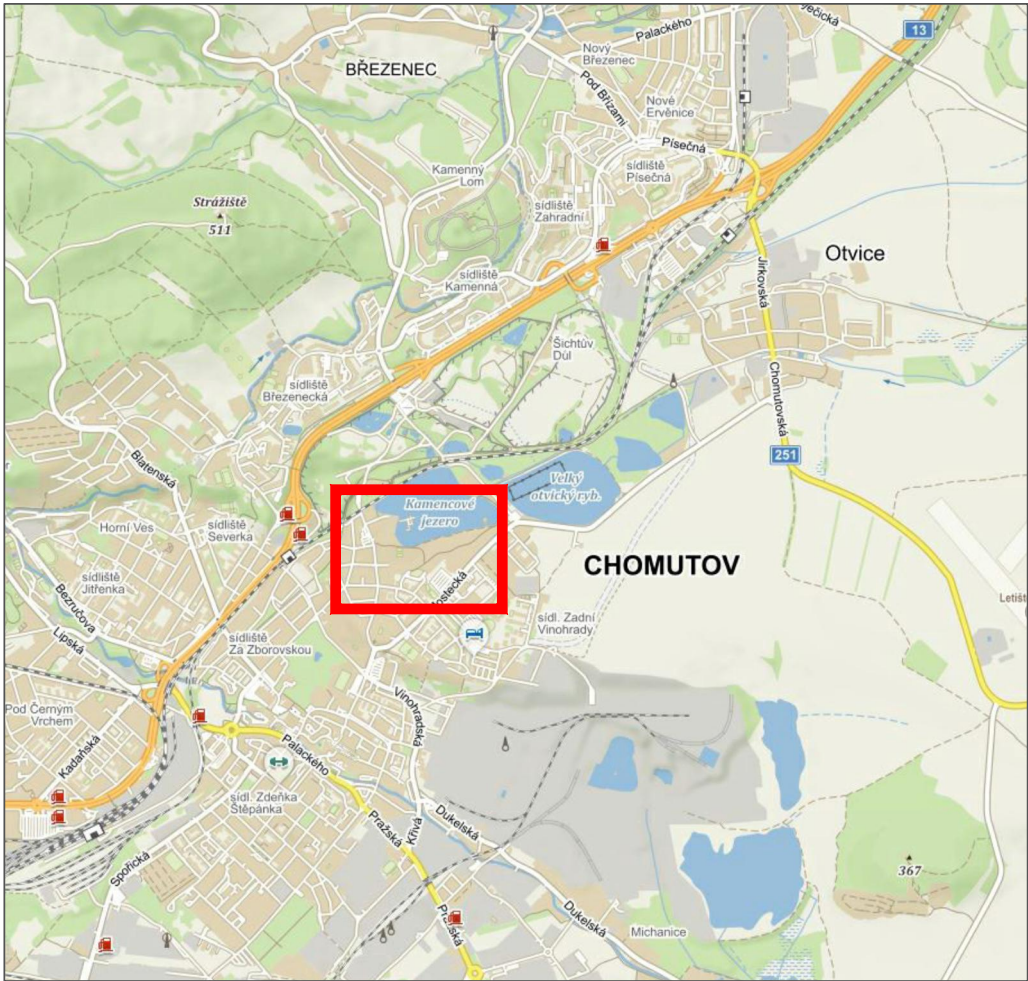 Palackého
13
Nový
Březenec
BŘEZENEC
Pod Břízami
Nové
Ervěnice
Písečná
Kamenný
Lom
sídliště
Písečná
Strážiště
511
sídliště
Zahradní
Otvice
Jirkovská
sídliště
Kamenná
Šichtův
Důl
sídliště
Březenecká
Chomutovská
251
Blatenská
Velký
otvický ryb.
Kamencové
jezero
Horní Ves
sídliště
Severka
CHOMUTOV
sídliště
Jitřenka
Bezručova
Letiště
sídl. Zadní
Vinohrady
sídliště
Za Zborovskou
Lipská
Vinohradská
Pod Černým
Vrchem
Kadaňská
Palackého
sídl. Zdeňka
Štěpánka
Pražská
Křivá
Dukelská
Spořická
367
Pražská
Dukelská
Michanice